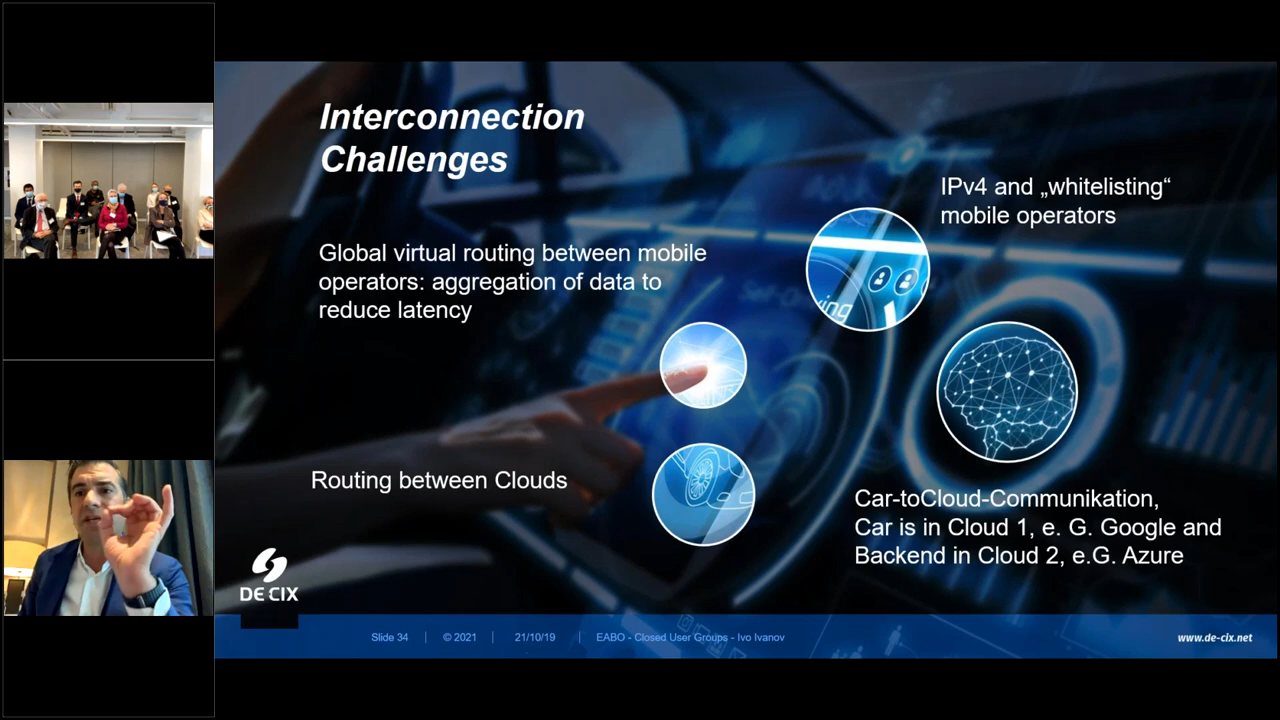 Interconnection
Challenges
IPv4 and „whitelisting“
mobile operators
Global virtual routing between mobile
operators: aggregation of data to
reduce latency
Routing between Clouds
Car-toCloud-Communikation,
Car is in Cloud 1, e. G. Google and
Backend in Cloud 2, e.G. Azure
DE CIX
Slide 34 | © 2021 | 21/10/19 | EABO - Closed User Groups - Ivo Ivanov
www.de-cix.net